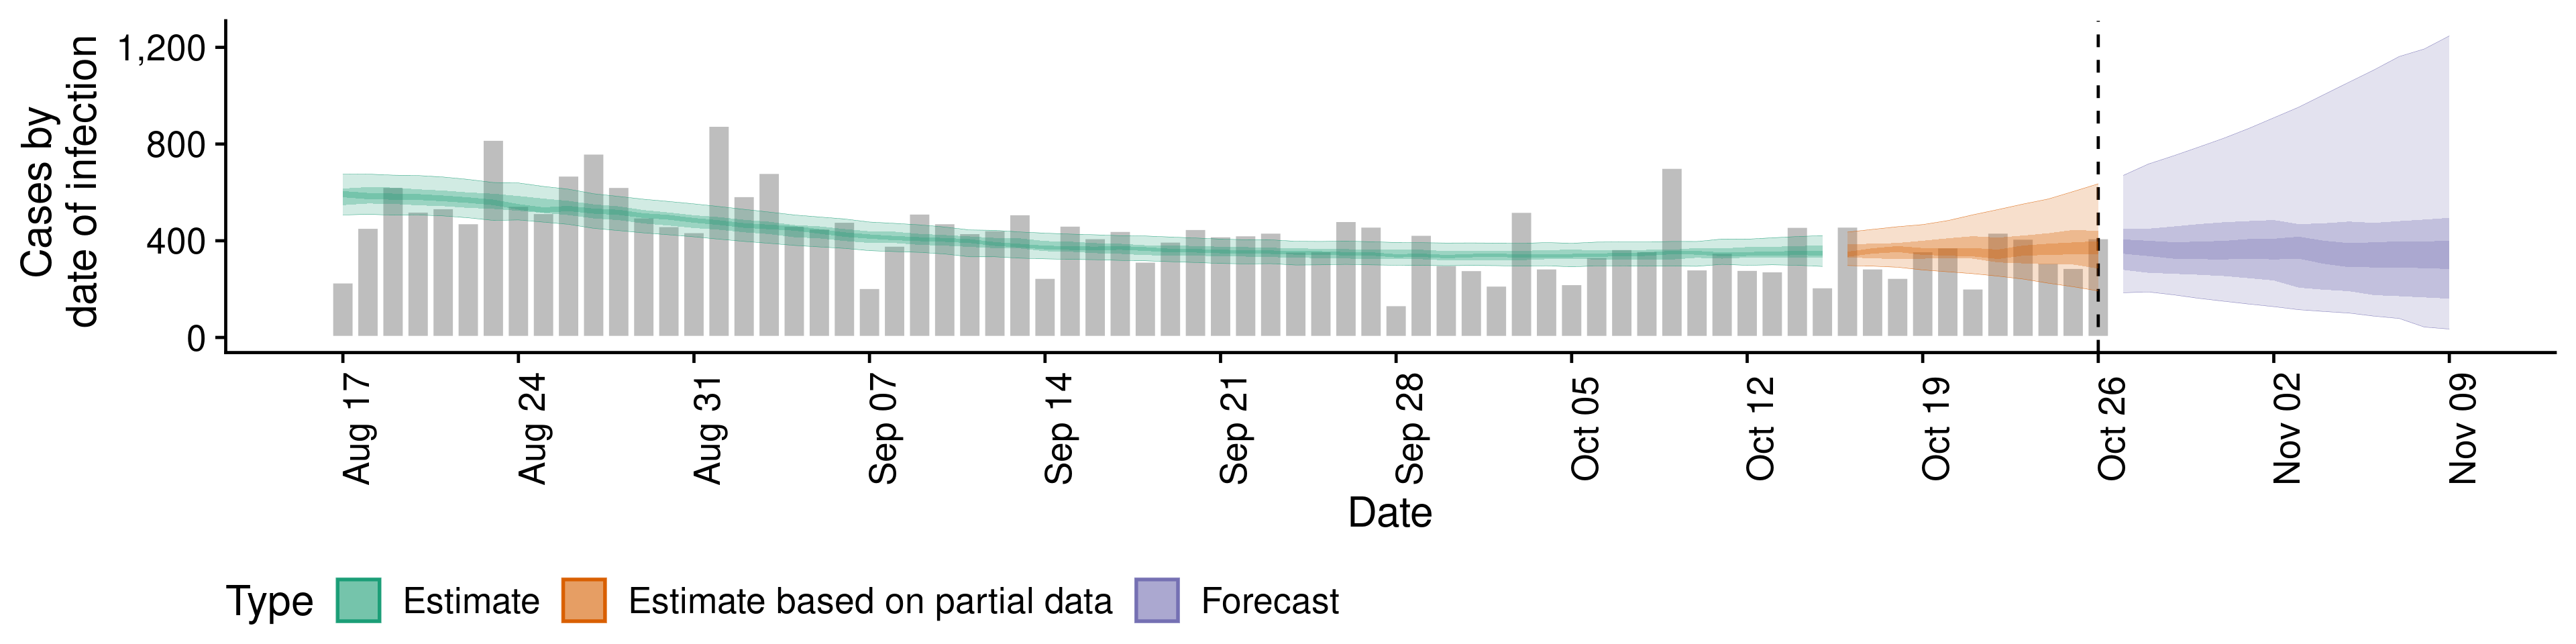 Cases by
date of infection
1,200
800
400
0
Aug 17
Aug 24
Aug 31
Sep 07
Sep 14
Sep 21
Sep 28
Oct 05
Oct 12
Oct 19
Oct 26
Nov 02
Nov 09
Date
Type Estimate Estimate based on partial data Forecast